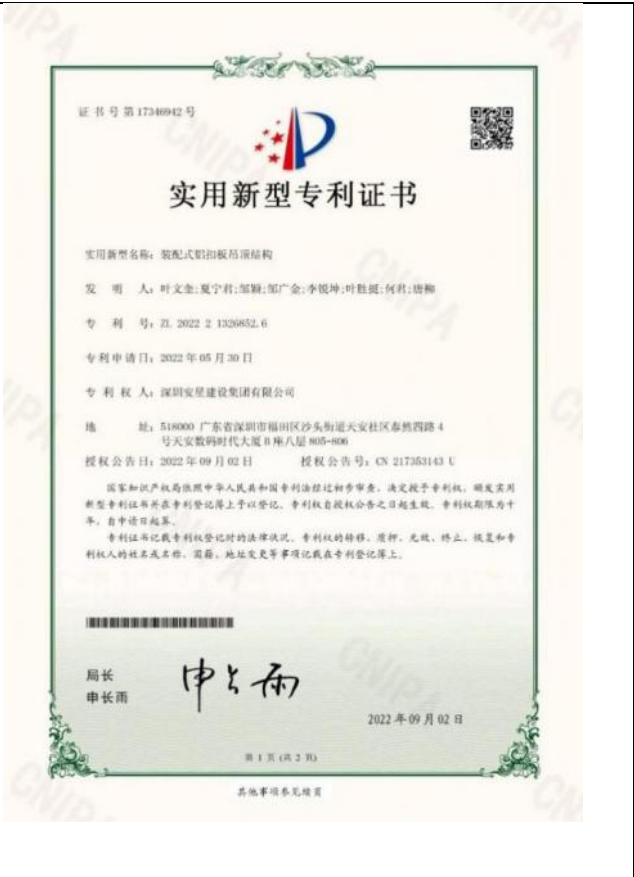 证书号第17346942号
实用新型专利证书
实用新型名称：装配式铝扣板吊顶结构
发 明 人：叶文奎;夏宁君;邹颖;邹广金;李锐坤;叶胜挺;何君;唐柳
专 利 号：ZL 2022 2 1326852.6
专利申请日：2022年05月30日
专 利 权 人：深圳安星建设集团有限公司
地 址：518000 广东省深圳市福田区沙头街道天安社区泰然四路4
号天安数码时代大厦B座八层805-806
授权公告日：2022年09月02日 授权公告号：CN 217353143 U
国家知识产权局依照中华人民共和国专利法经过初步审查，决定授予专利权，颁发实用
新型专利证书并在专利登记簿上予以登记。专利权自授权公告之日起生效。专利权期限为十
年，自申请日起算。
专利证书记载专利权登记时的法律状况。专利权的转移、质押、无效、终止、恢复和专
利权人的姓名或名称、国籍、地址变更等事项记载在专利登记簿上。
局长
申长雨
申长雨
2022年09月02日
第 1 页 (共 2 页)
其他事项参见续页
CNIPA